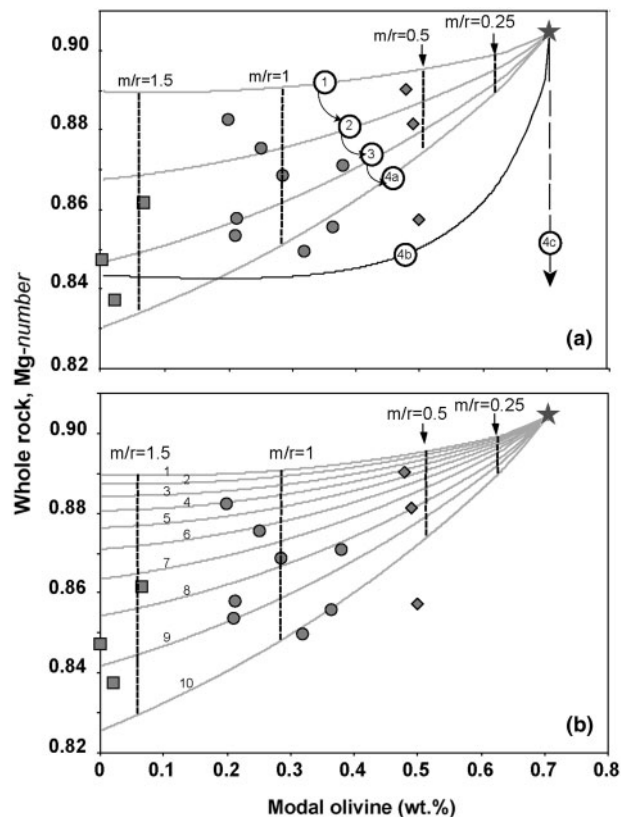 Whole rock, Mg-number
0.90
0.88
0.86
0.84
0.82
m/r=1.5
m/r=1
m/r=0.5
m/r=0.25
1
2
3
4a
4b
4c
(a)
0.90
0.88
0.86
0.84
0.82
m/r=1.5
m/r=1
m/r=0.5
m/r=0.25
1
2
3
4
5
6
7
8
9
10
(b)
0 0.1 0.2 0.3 0.4 0.5 0.6 0.7 0.8
Modal olivine (wt.%)